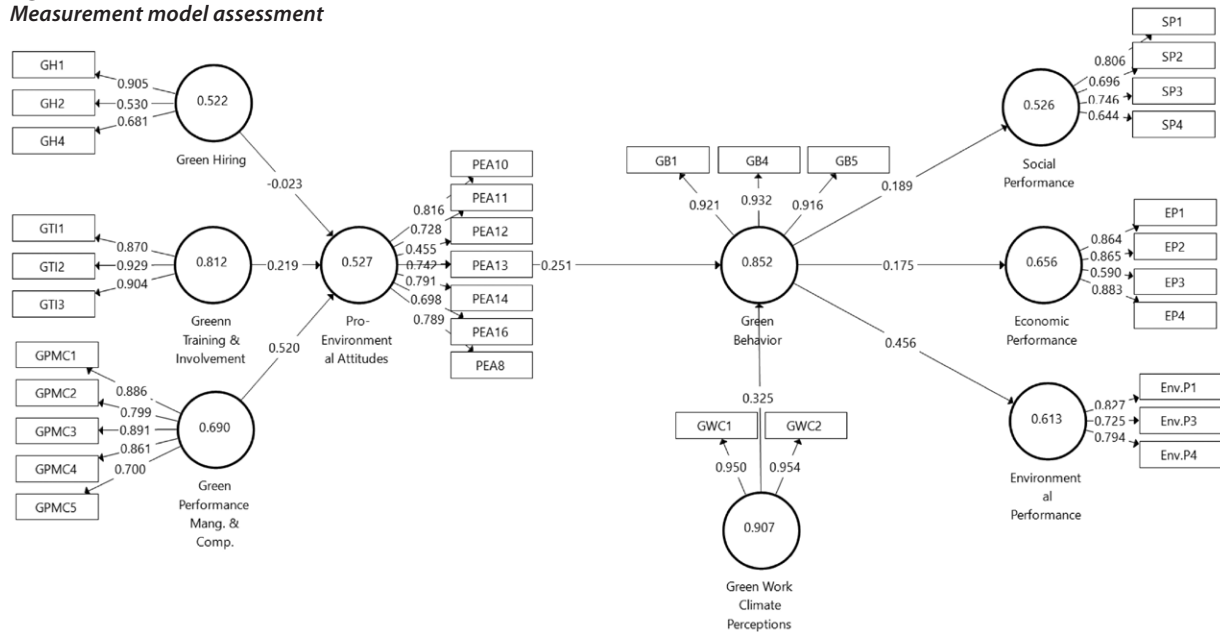 Measurement model assessment
GH1
GH2
GH4
0.905
0.530
0.681
0.522
Green Hiring
-0.023
GTI1
GTI2
GTI3
0.870
0.929
0.904
0.812
Greenn
Training &
Involvement
0.219
GPMC1
GPMC2
GPMC3
GPMC4
GPMC5
0.886
0.799
0.891
0.861
0.700
0.690
Green
Performance
Mang. &
Comp.
0.520
0.527
Pro-
Environment
al Attitudes
PEA10
PEA11
PEA12
PEA13
PEA14
PEA16
PEA8
0.816
0.728
0.455
0.742
0.791
0.698
0.789
0.251
GB1
GB4
GB5
0.921
0.932
0.916
0.852
Green
Behavior
0.325
GWC1
GWC2
0.950
0.954
0.907
Green Work
Climate
Perceptions
0.189
0.175
0.456
0.526
Social
Performance
SP1
SP2
SP3
SP4
0.806
0.696
0.746
0.644
0.656
Economic
Performance
EP1
EP2
EP3
EP4
0.864
0.865
0.590
0.883
0.613
Environment
al
Performance
Env.P1
Env.P3
Env.P4
0.827
0.725
0.794